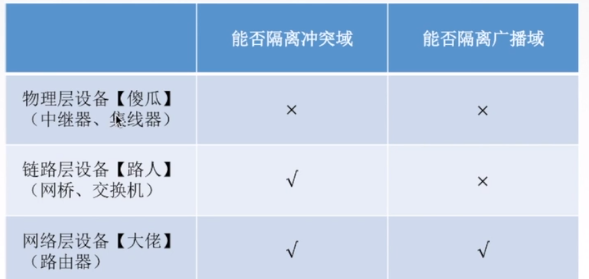 能否隔离冲突域 能否隔离广播域
物理层设备【傻瓜】
（中继器、集线器）
× ×
链路层设备【路人】
（网桥、交换机）
√ ×
网络层设备【大佬】
（路由器）
√ √